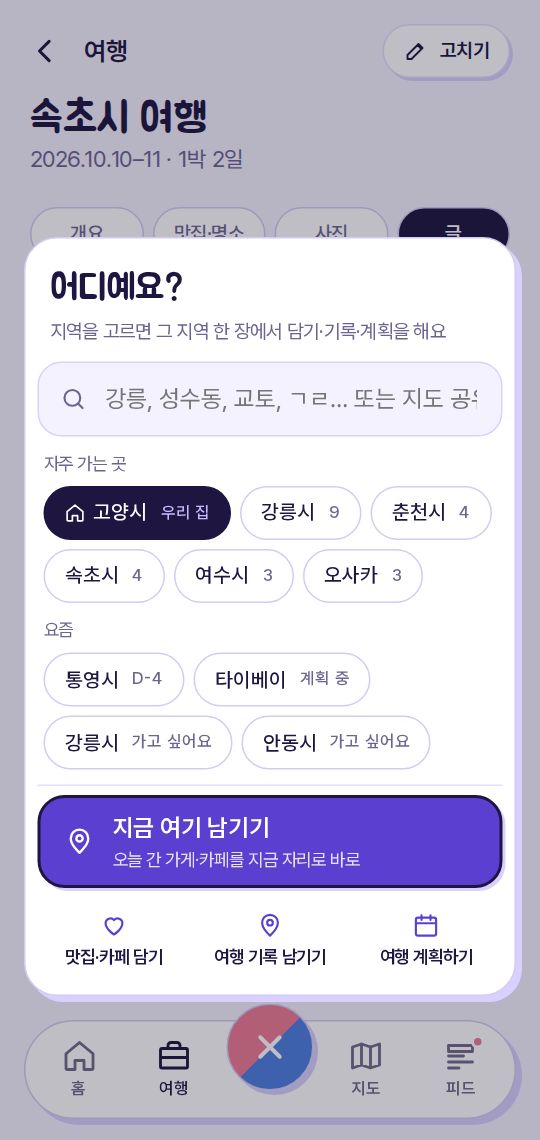 여행
고치기
속초시 여행
2026.10.10–11 · 1박 2일
개요 맛집·명소 사진 글
어디예요?
지역을 고르면 그 지역 한 장에서 담기·기록·계획을 해요
강릉, 성수동, 교토, ㄱㄹ… 또는 지도 공
자주 가는 곳
고양시 우리 집 강릉시 9 춘천시 4
속초시 4 여수시 3 오사카 3
요즘
통영시 D-4 타이베이 계획 중
강릉시 가고 싶어요 안동시 가고 싶어요
지금 여기 남기기
오늘 간 가게·카페를 지금 자리로 바로
맛집·카페 담기 여행 기록 남기기 여행 계획하기
홈 여행 지도 피드